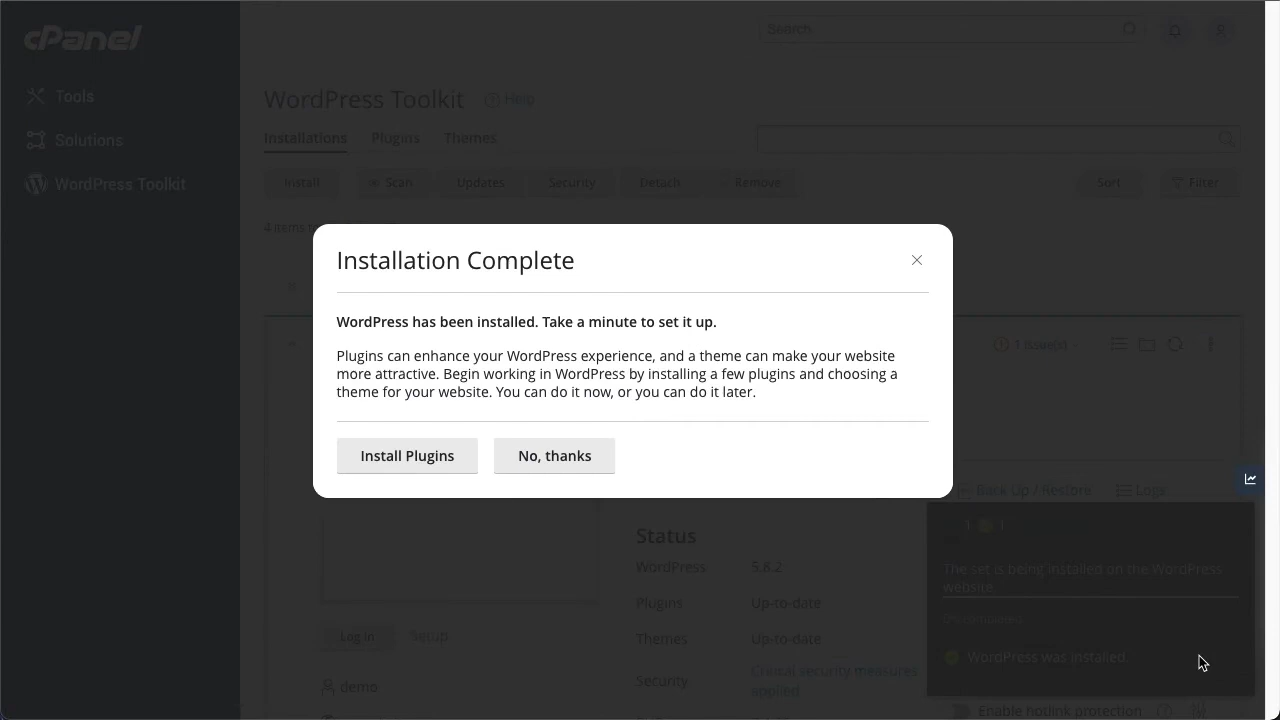 cPanel
Search
Tools
Solutions
WordPress Toolkit
WordPress Toolkit
Help
Installations
Plugins
Themes
Install
Scan
Updates
Security
Detach
Remove
Sort
Filter
4 items
Installation Complete
WordPress has been installed. Take a minute to set it up.
Plugins can enhance your WordPress experience, and a theme can make your website
more attractive. Begin working in WordPress by installing a few plugins and choosing a
theme for your website. You can do it now, or you can do it later.
Install Plugins
No, thanks
1 issue(s)
Back Up / Restore
Logs
Status
WordPress
5.8.2
Plugins
Up-to-date
Themes
Up-to-date
Security
Critical security measures
applied
Log in
Setup
demo
1
1
The set is being installed on the WordPress
website
WordPress was installed.
Enable hotlink protection